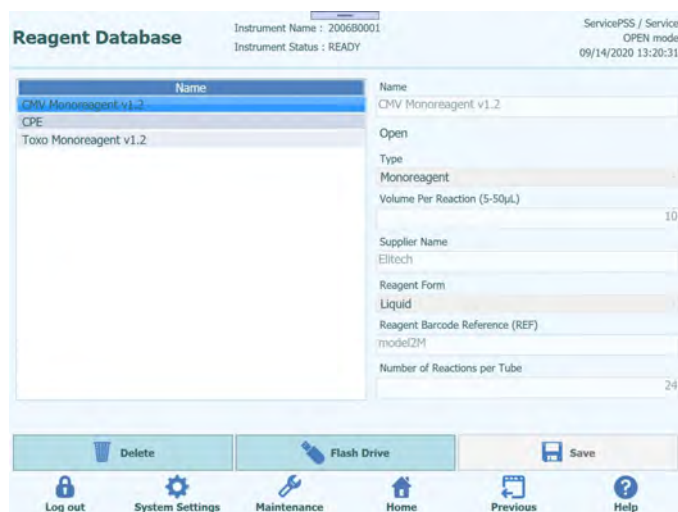 Reagent Database
Instrument Name : 2006B0001
Instrument Status : READY
ServicePSS / Service
OPEN mode
09/14/2020 13:20:31
Name
CMV Monoreagent v1.2
CPE
Toxo Monoreagent v1.2
Name
CMV Monoreagent v1.2
Open
Type
Monoreagent
Volume Per Reaction (5-50µL)
10
Supplier Name
Elitech
Reagent Form
Liquid
Reagent Barcode Reference (REF)
model2M
Number of Reactions per Tube
24
Delete
Flash Drive
Save
Log out
System Settings
Maintenance
Home
Previous
Help